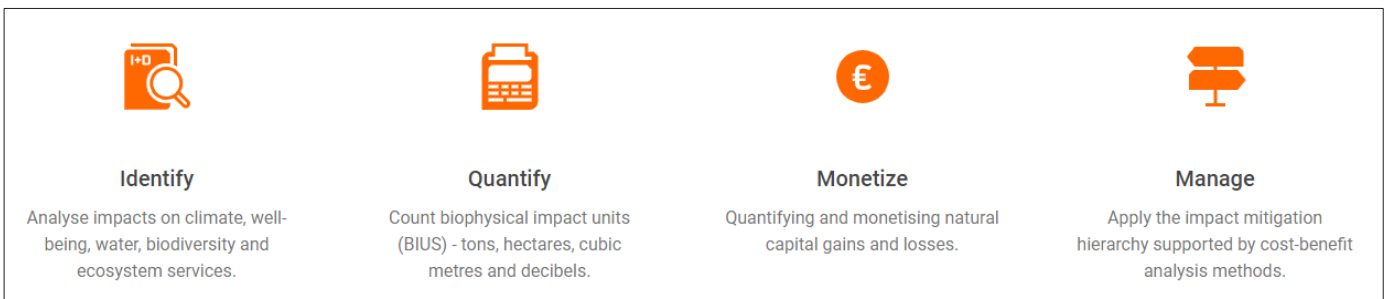 I+D
€
Identify
Analyse impacts on climate, well-
being, water, biodiversity and
ecosystem services.
Quantify
Count biophysical impact units
(BIUS) - tons, hectares, cubic
metres and decibels.
Monetize
Quantifying and monetising natural
capital gains and losses.
Manage
Apply the impact mitigation
hierarchy supported by cost-benefit
analysis methods.